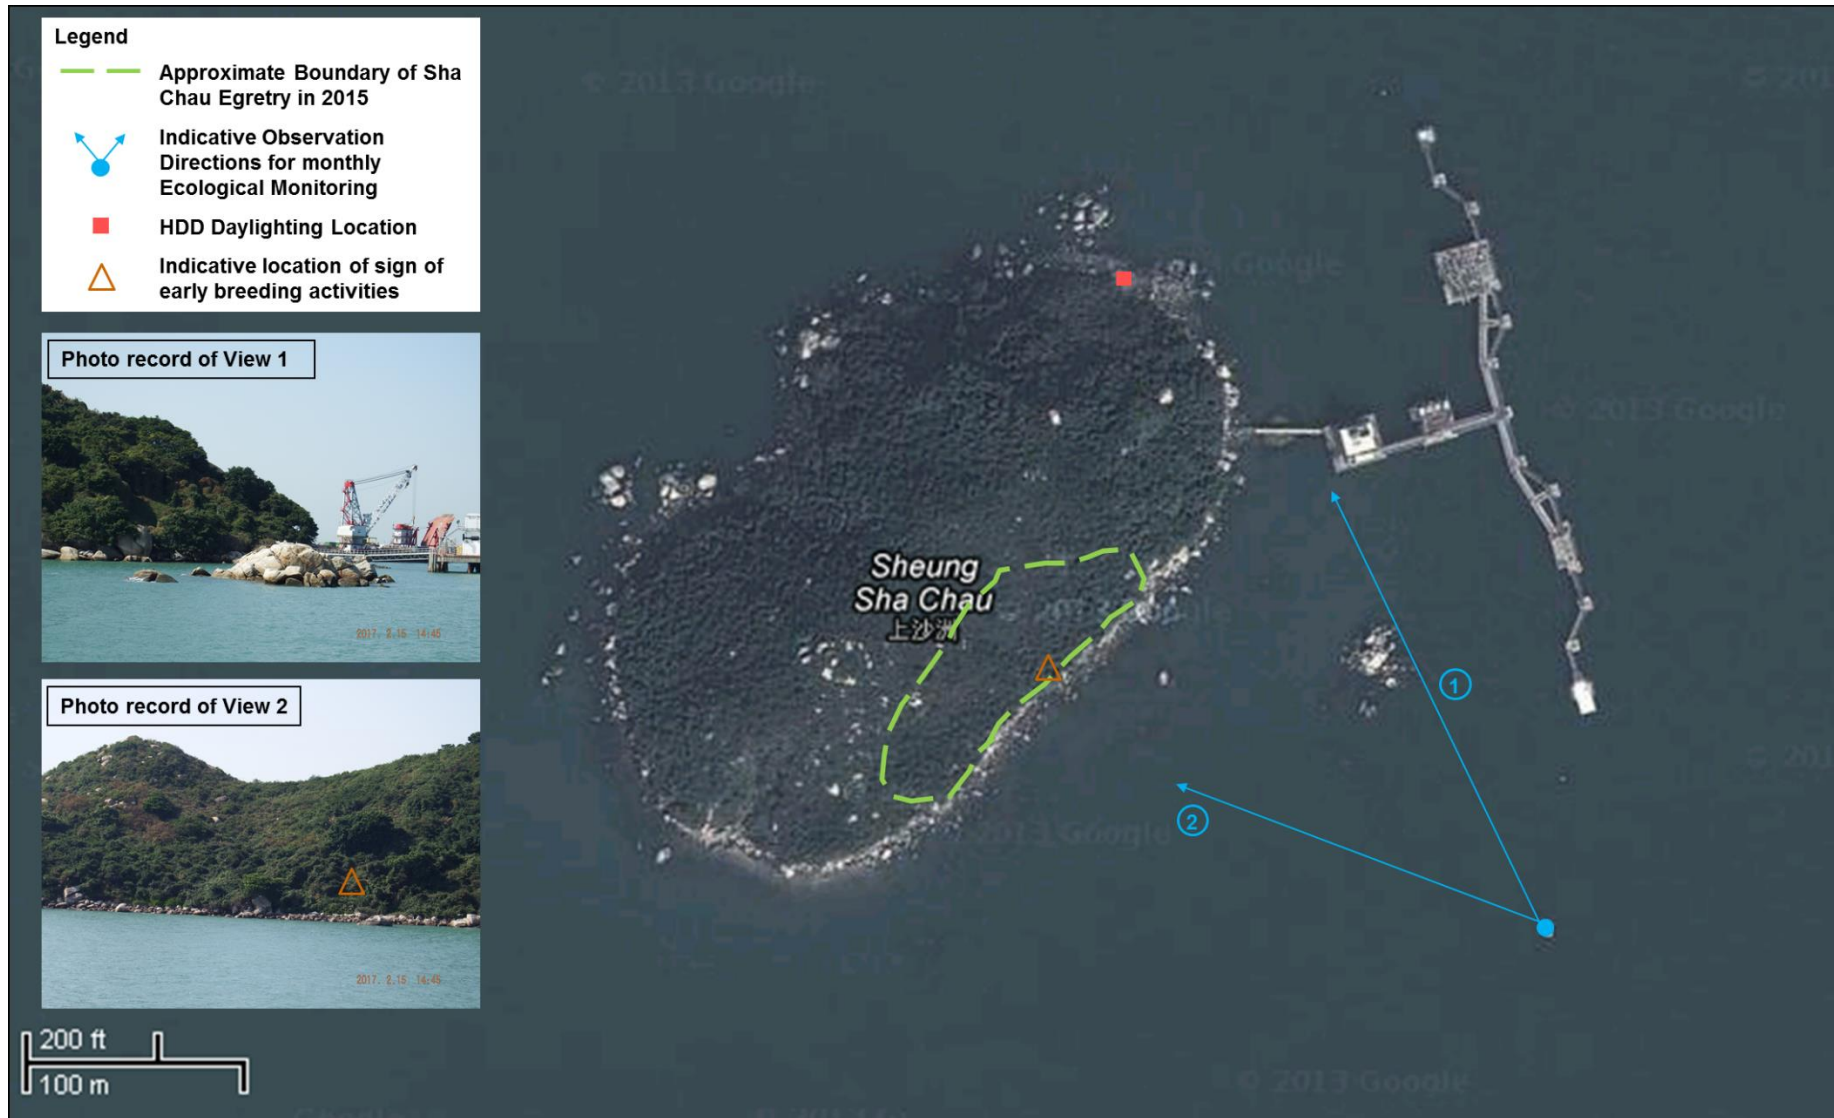 Legend
Approximate Boundary of Sha
Chau Egretry in 2015
Indicative Observation
Directions for monthly
Ecological Monitoring
HDD Daylighting Location
Indicative location of sign of
early breeding activities
Photo record of View 1
2017. 2.15 14:45
Photo record of View 2
2017. 2.15 14:45
200 ft
100 m
© 2013 Google
Google
© 2013 Google
Sheung
Sha Chau
上沙洲
1
2
2013 Google
© 2013 Google